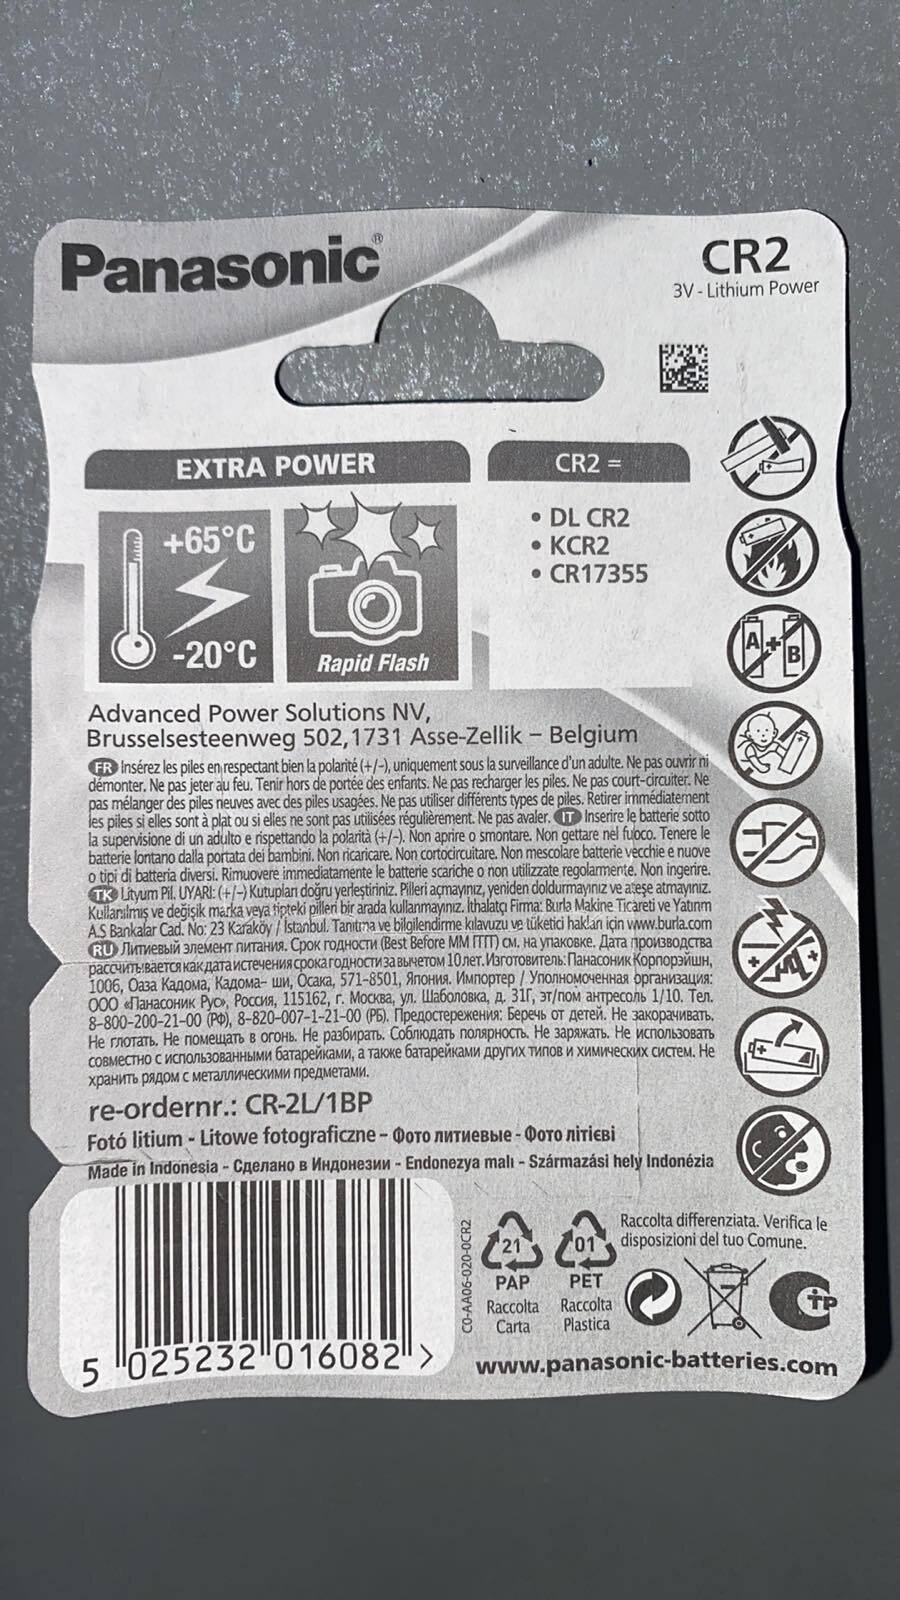 Panasonic®
CR2
3V - Lithium Power
EXTRA POWER
CR2 =
+65°C
-20°C
Rapid Flash
• DL CR2
• KCR2
• CR17355
A + B
Advanced Power Solutions NV,
Brusselsesteenweg 502,1731 Asse-Zellik – Belgium
FR Insérez les piles en respectant bien la polarité (+/-), uniquement sous la surveillance d'un adulte. Ne pas ouvrir ni
démonter. Ne pas jeter au feu. Tenir hors de portée des enfants. Ne pas recharger les piles. Ne pas court-circuiter. Ne
pas mélanger des piles neuves avec des piles usagées. Ne pas utiliser différents types de piles. Retirer immédiatement
les piles si elles sont à plat ou si elles ne sont pas utilisées régulièrement. Ne pas avaler. IT Inserire le batterie sotto
la supervisione di un adulto e rispettando la polarità (+/-). Non aprire o smontare. Non gettare nel fuoco. Tenere le
batterie lontano dalla portata dei bambini. Non ricaricare. Non cortocircuitare. Non mescolare batterie vecchie e nuove
o tipi di batteria diversi. Rimuovere immediatamente le batterie scariche o non utilizzate regolarmente. Non ingerire.
TK Lityum Pil. UYARI: (+/-) Kutupları doğru yerleştiriniz. Pilleri açmayınız, yeniden doldurmayınız ve ateşe atmayınız.
Kullanılmış ve değişik marka veya tipteki pilleri bir arada kullanmayınız. İthalatçı Firma: Burla Makine Ticareti ve Yatırım
A.S Bankalar Cad. No: 23 Karaköy / İstanbul. Tanıtma ve bilgilendirme kılavuzu ve tüketici hakları için www.burla.com
RU Литиевый элемент питания. Срок годности (Best Before ММ ГГГГ) см. на упаковке. Дата производства
рассчитывается как дата истечения срока годности за вычетом 10 лет. Изготовитель: Панасоник Корпорэйшн,
1006, Оаза Кадома, Кадома- ши, Осака, 571-8501, Япония. Импортер / Уполномоченная организация:
ООО «Панасоник Рус», Россия, 115162, г. Москва, ул. Шаболовка, д. 31Г, эт/пом антресоль 1/10. Тел.
8-800-200-21-00 (РФ), 8-820-007-1-21-00 (РБ). Предостережения: Беречь от детей. Не закорачивать.
Не глотать. Не помещать в огонь. Не разбирать. Соблюдать полярность. Не заряжать. Не использовать
совместно с использованными батарейками, а также батарейками других типов и химических систем. Не
хранить рядом с металлическими предметами.
re-ordernr.: CR-2L/1BP
Fotó litium - Litowe fotograficzne – Фото литиевые - Фото літієві
Made in Indonesia - Сделано в Индонезии - Endonezya malı - Származási hely Indonézia
5 025232 016082 >
C0-AA06-020-0CR2
21
PAP
Raccolta
Carta
01
PET
Raccolta
Plastica
Raccolta differenziata. Verifica le
disposizioni del tuo Comune.
СТР
www.panasonic-batteries.com